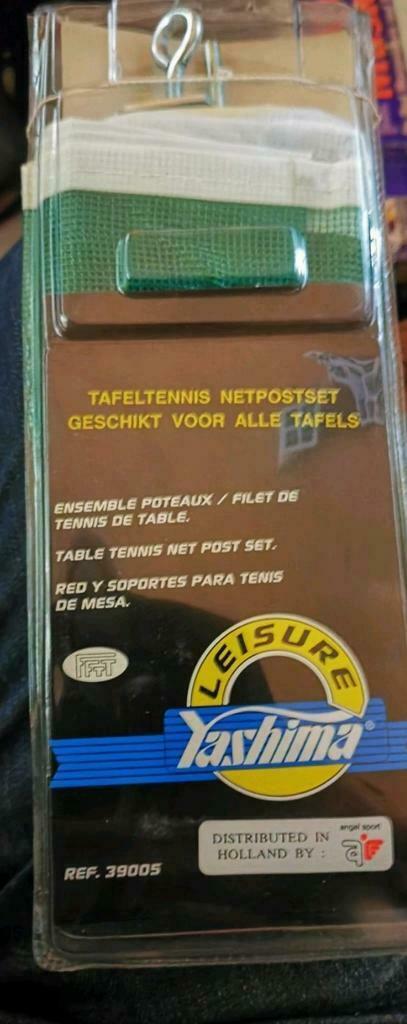 TAFELTENNIS NETPOSTSET
GESCHIKT VOOR ALLE TAFELS
ENSEMBLE POTEAUX / FILET DE
TENNIS DE TABLE.
TABLE TENNIS NET POST SET.
RED Y SOPORTES PARA TENIS
DE MESA.
FFTT
LEISURE
Yashima®
angel sport
DISTRIBUTED IN
HOLLAND BY :
REF. 39005